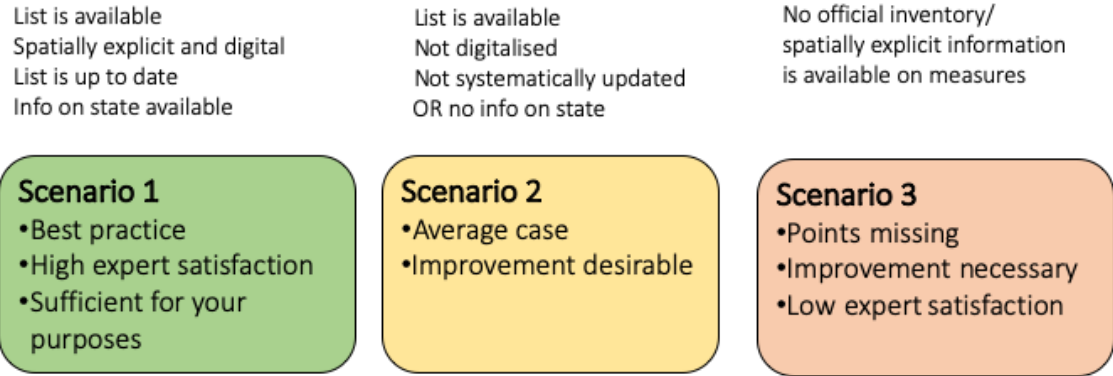 List is available
Spatially explicit and digital
List is up to date
Info on state available
List is available
Not digitalised
Not systematically updated
OR no info on state
No official inventory/
spatially explicit information
is available on measures
Scenario 1
•Best practice
•High expert satisfaction
•Sufficient for your
purposes
Scenario 2
•Average case
•Improvement desirable
Scenario 3
•Points missing
•Improvement necessary
•Low expert satisfaction